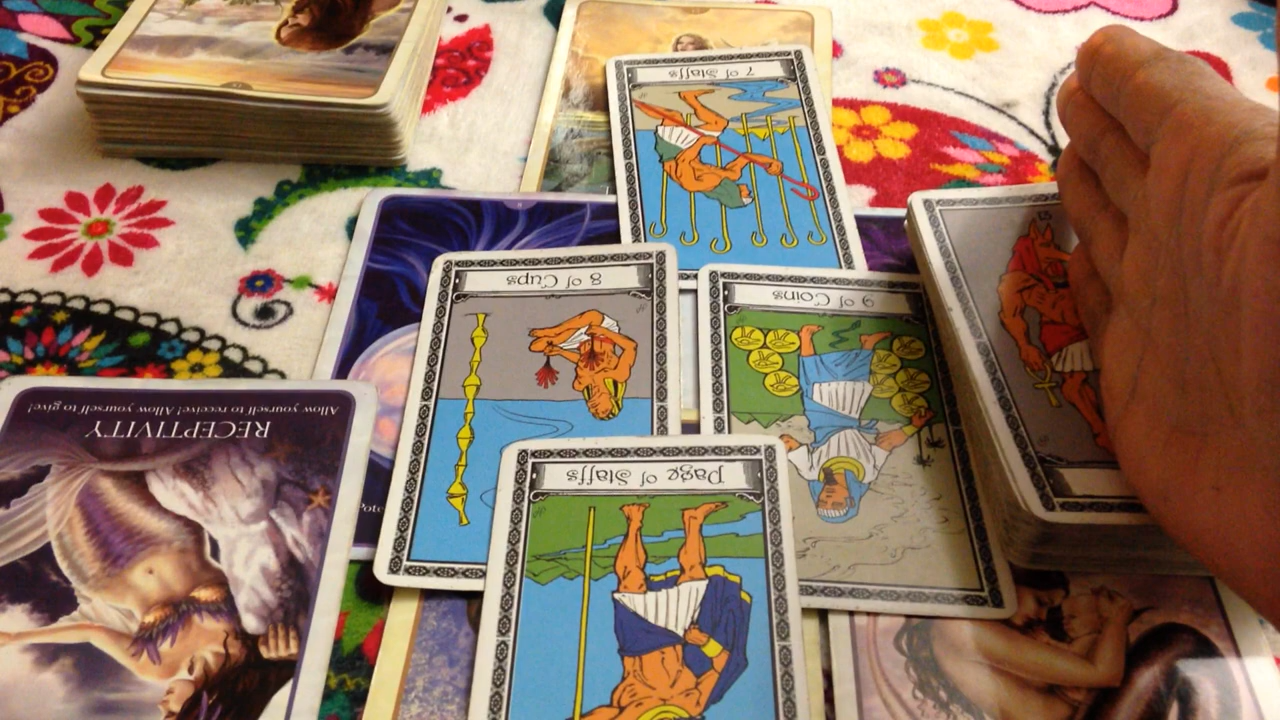 7 of Staffs
8 of Cups
9 of Coins
RECEPTIVITY
Allow yourself to receive! Allow yourself to give!
Page of Staffs